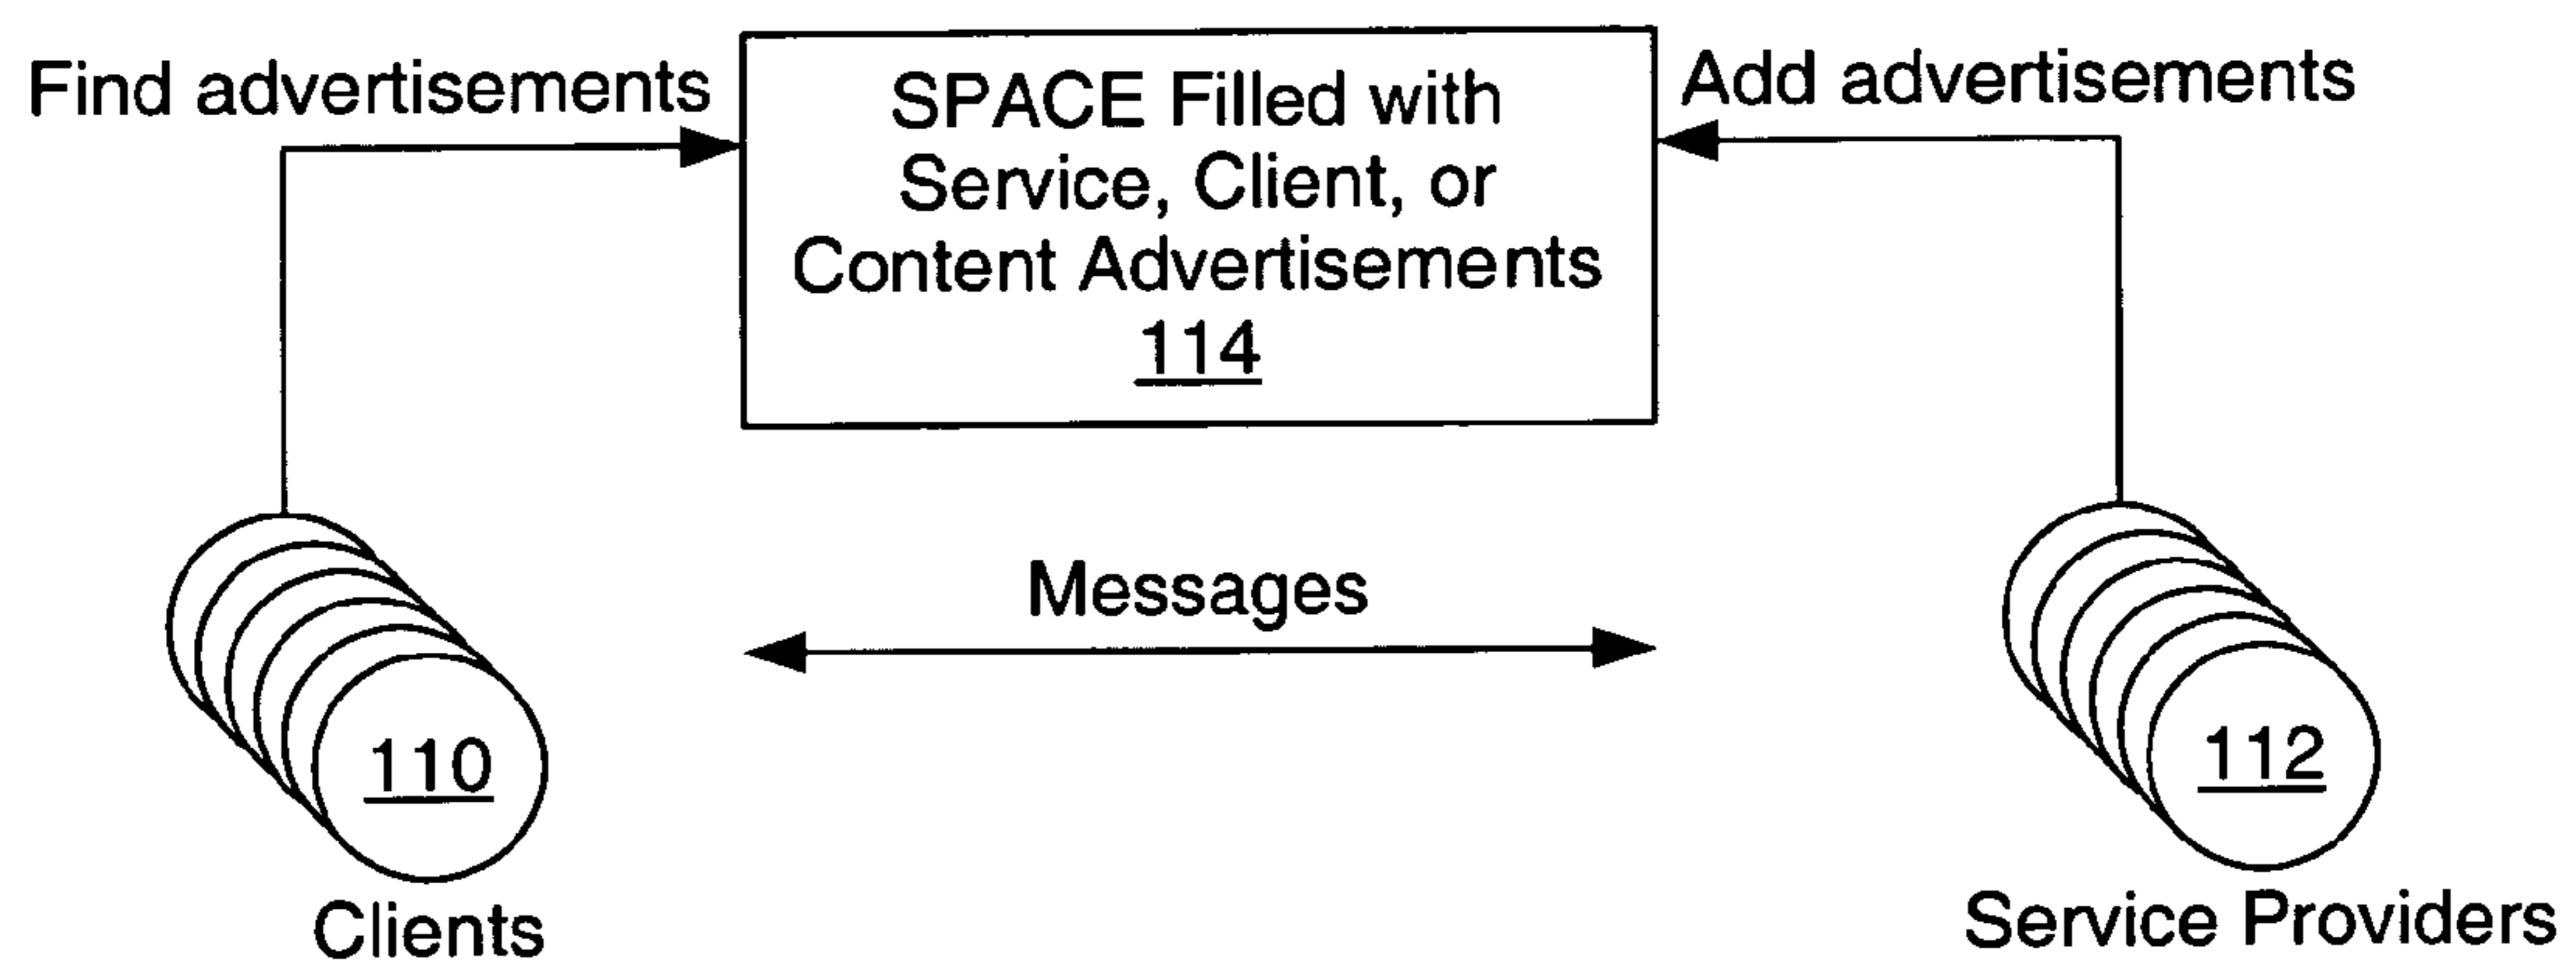 Find advertisements
SPACE Filled with
Service, Client, or
Content Advertisements
114
Add advertisements
Messages
110
Clients
112
Service Providers